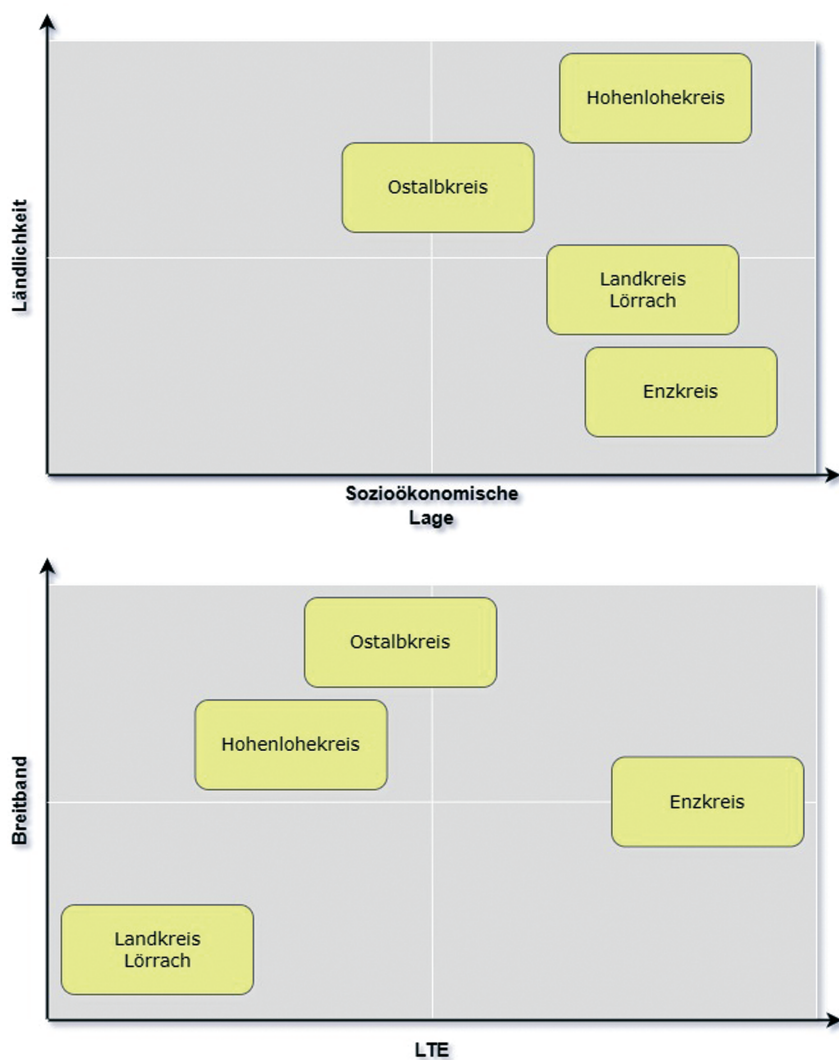 Ländlichkeit
Hohenlohekreis
Ostalbkreis
Landkreis
Lörrach
Enzkreis
Sozioökonomische
Lage
Breitband
Ostalbkreis
Hohenlohekreis
Enzkreis
Landkreis
Lörrach
LTE